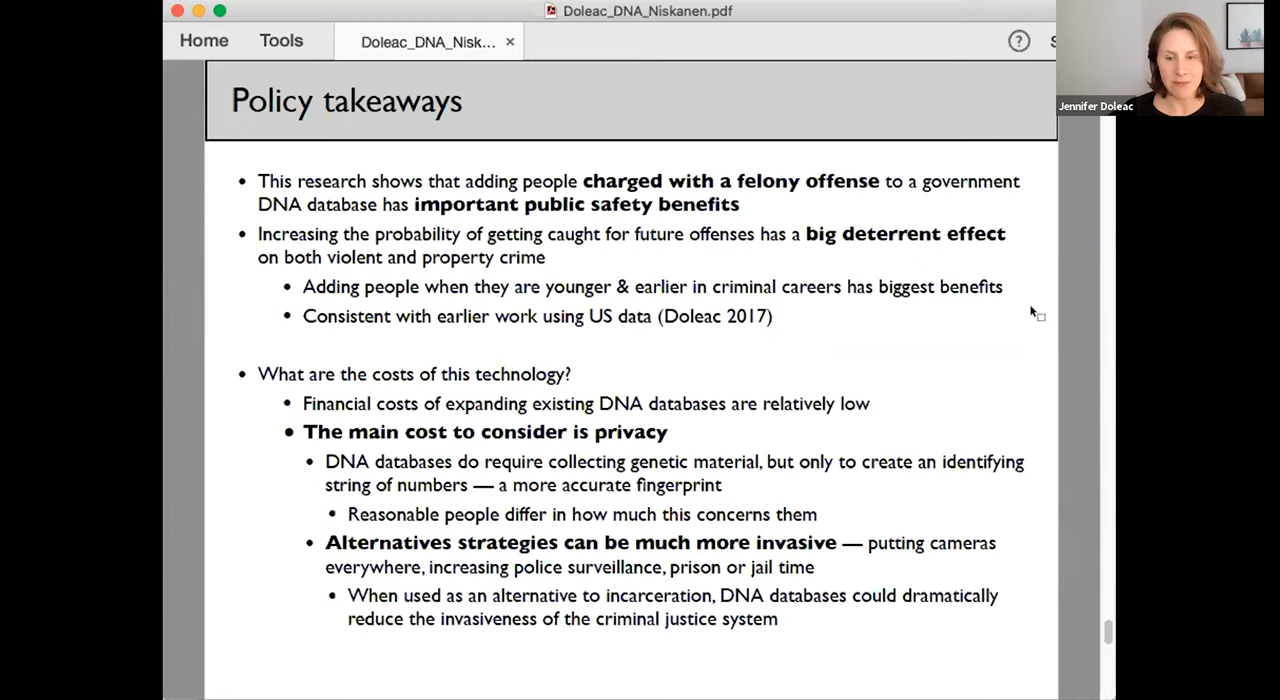 Doleac_DNA_Niskanen.pdf
Home Tools Doleac_DNA_Nisk... × ? S
Jennifer Doleac
Policy takeaways
• This research shows that adding people charged with a felony offense to a government
DNA database has important public safety benefits
• Increasing the probability of getting caught for future offenses has a big deterrent effect
on both violent and property crime
• Adding people when they are younger & earlier in criminal careers has biggest benefits
• Consistent with earlier work using US data (Doleac 2017)
• What are the costs of this technology?
• Financial costs of expanding existing DNA databases are relatively low
• The main cost to consider is privacy
• DNA databases do require collecting genetic material, but only to create an identifying
string of numbers — a more accurate fingerprint
• Reasonable people differ in how much this concerns them
• Alternatives strategies can be much more invasive — putting cameras
everywhere, increasing police surveillance, prison or jail time
• When used as an alternative to incarceration, DNA databases could dramatically
reduce the invasiveness of the criminal justice system